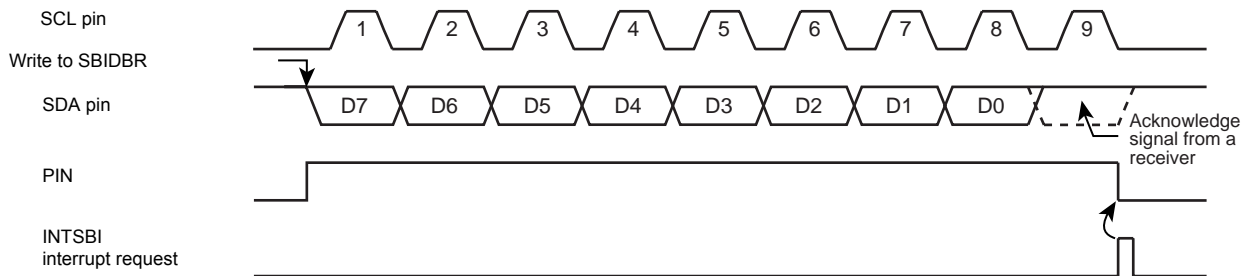 SCL pin
1 2 3 4 5 6 7 8 9
Write to SBIDBR
SDA pin
D7 D6 D5 D4 D3 D2 D1 D0
Acknowledge
signal from a
receiver
PIN
INTSBI
interrupt request